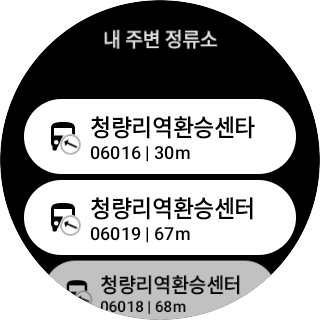 내 주변 정류소
청량리역환승센타
06016 | 30m
청량리역환승센터
06019 | 67m
청량리역환승센터
06018 | 68m